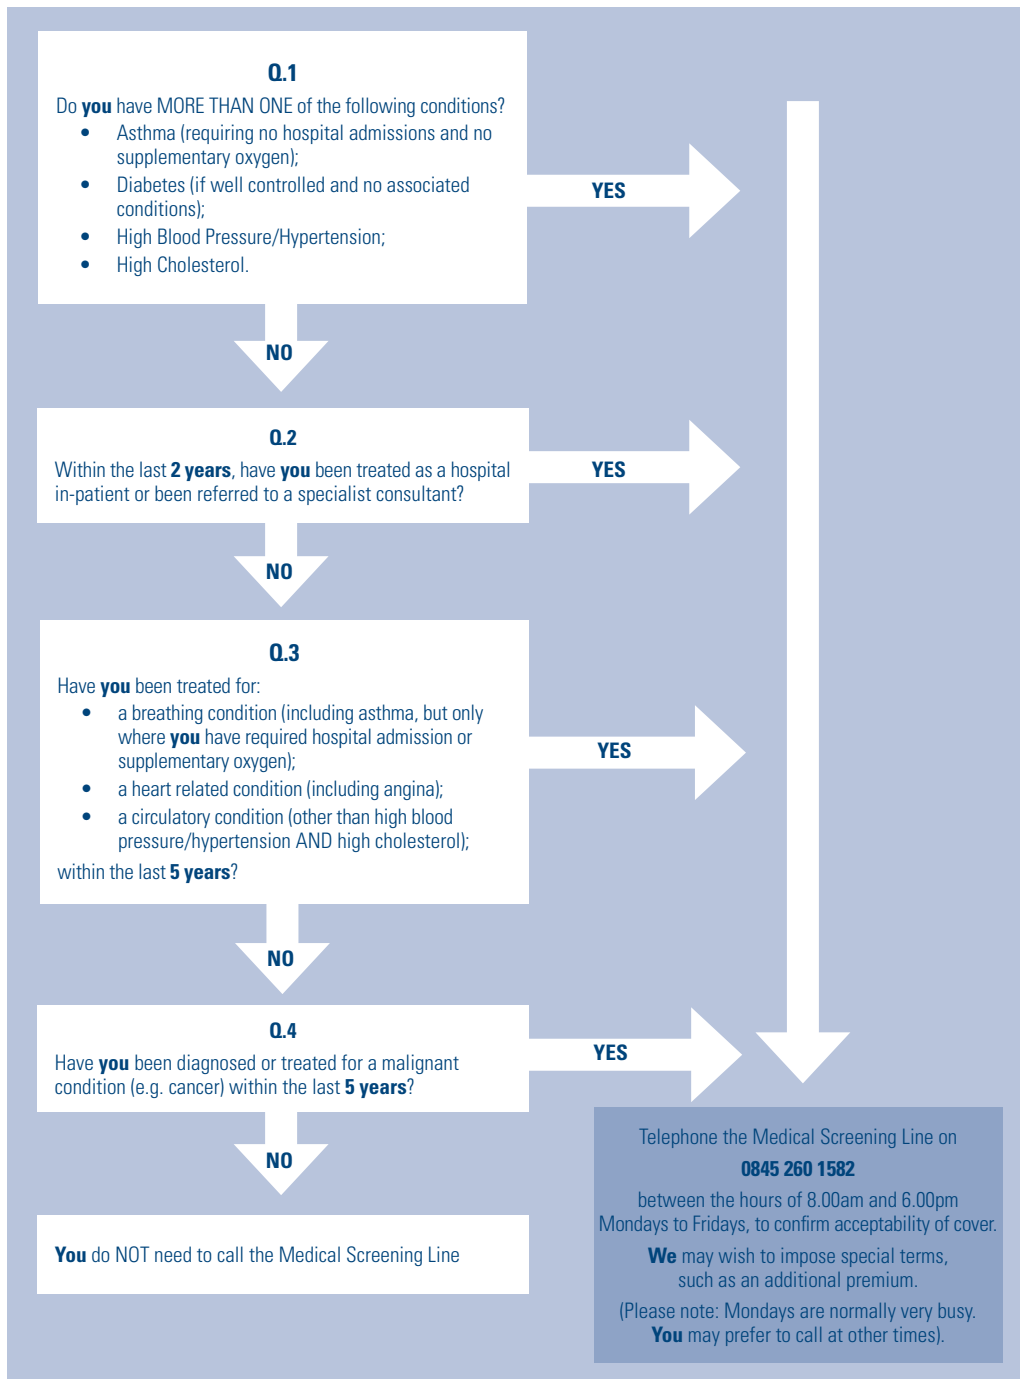 Q.1
Do you have MORE THAN ONE of the following conditions?
• Asthma (requiring no hospital admissions and no
supplementary oxygen);
• Diabetes (if well controlled and no associated
conditions);
• High Blood Pressure/Hypertension;
• High Cholesterol.
YES
NO
Q.2
Within the last 2 years, have you been treated as a hospital
in-patient or been referred to a specialist consultant?
YES
NO
Q.3
Have you been treated for:
• a breathing condition (including asthma, but only
where you have required hospital admission or
supplementary oxygen);
• a heart related condition (including angina);
• a circulatory condition (other than high blood
pressure/hypertension AND high cholesterol);
within the last 5 years?
YES
NO
Q.4
Have you been diagnosed or treated for a malignant
condition (e.g. cancer) within the last 5 years?
YES
NO
You do NOT need to call the Medical Screening Line
Telephone the Medical Screening Line on
0845 260 1582
between the hours of 8.00am and 6.00pm
Mondays to Fridays, to confirm acceptability of cover.
We may wish to impose special terms,
such as an additional premium.
(Please note: Mondays are normally very busy.
You may prefer to call at other times).